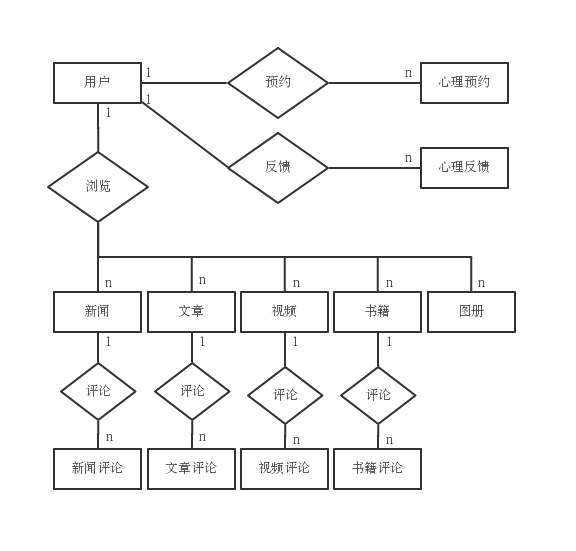 用户
1
预约
n
心理预约
1
1
反馈
n
心理反馈
浏览
n
n
n
n
n
新闻
文章
视频
书籍
图册
1
1
1
1
评论
评论
评论
评论
n
n
n
n
新闻评论
文章评论
视频评论
书籍评论